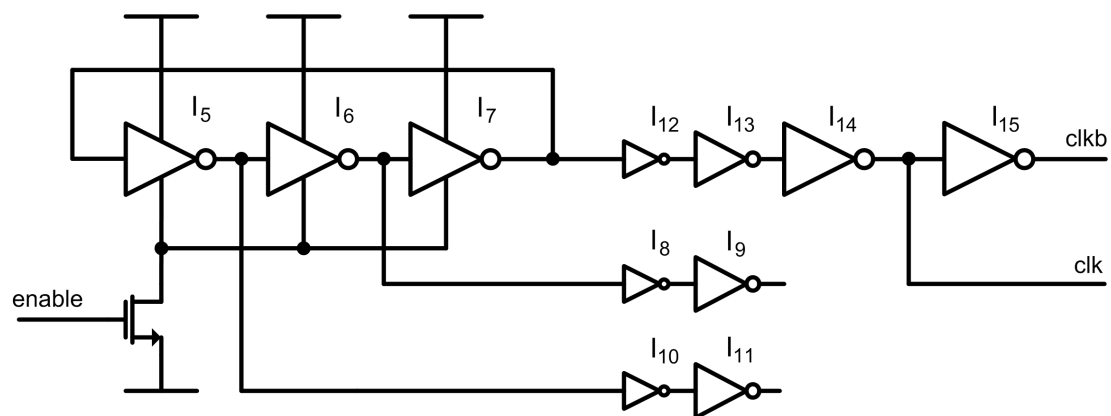 I5 I6 I7 I12 I13 I14 I15
clkb
I8 I9
clk
enable
I10 I11